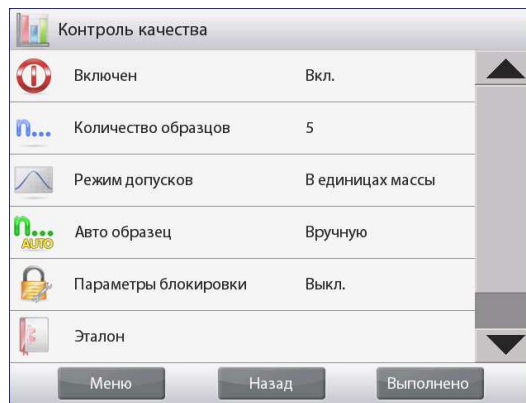 Контроль качества
Включен Вкл.
n... Количество образцов 5
Режим допусков В единицах массы
n... AUTO Авто образец Вручную
Параметры блокировки Выкл.
Эталон
Меню Назад Выполнено